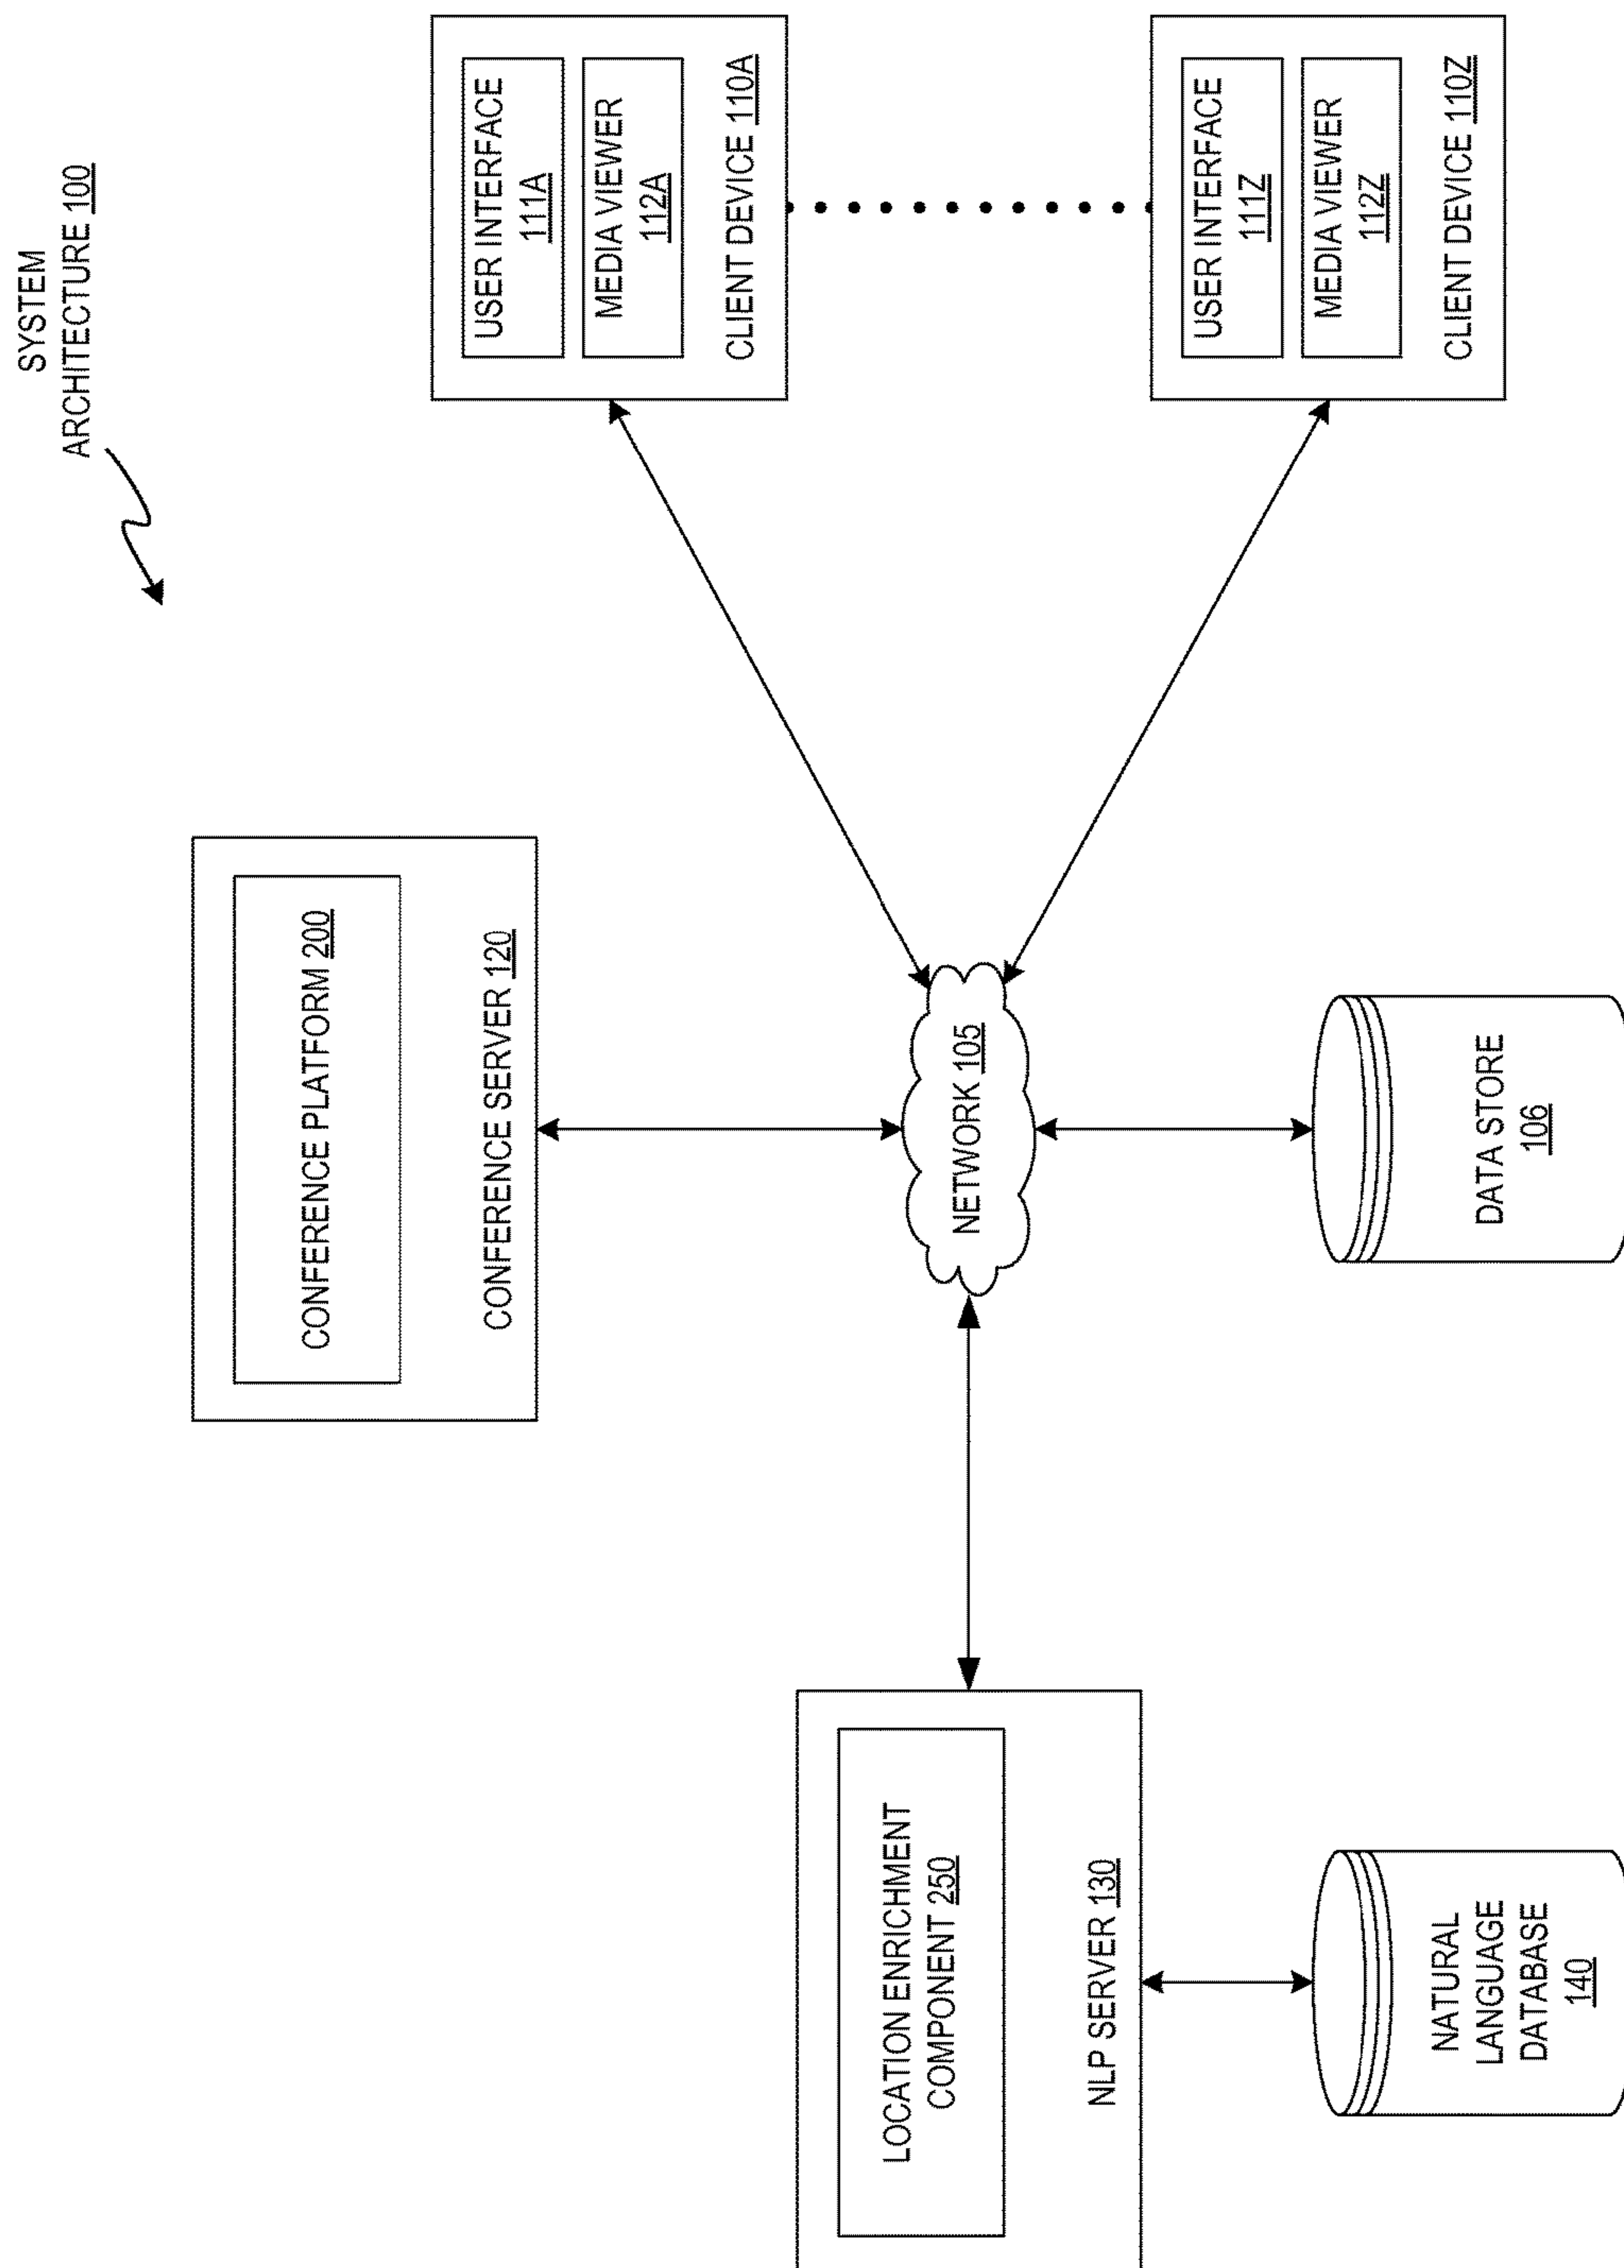 SYSTEM
ARCHITECTURE 100
CONFERENCE PLATFORM 200
CONFERENCE SERVER 120
USER INTERFACE
111A
MEDIA VIEWER
112A
CLIENT DEVICE 110A
LOCATION ENRICHMENT
COMPONENT 250
NLP SERVER 130
NETWORK 105
USER INTERFACE
111Z
MEDIA VIEWER
112Z
CLIENT DEVICE 110Z
NATURAL
LANGUAGE
DATABASE
140
DATA STORE
106